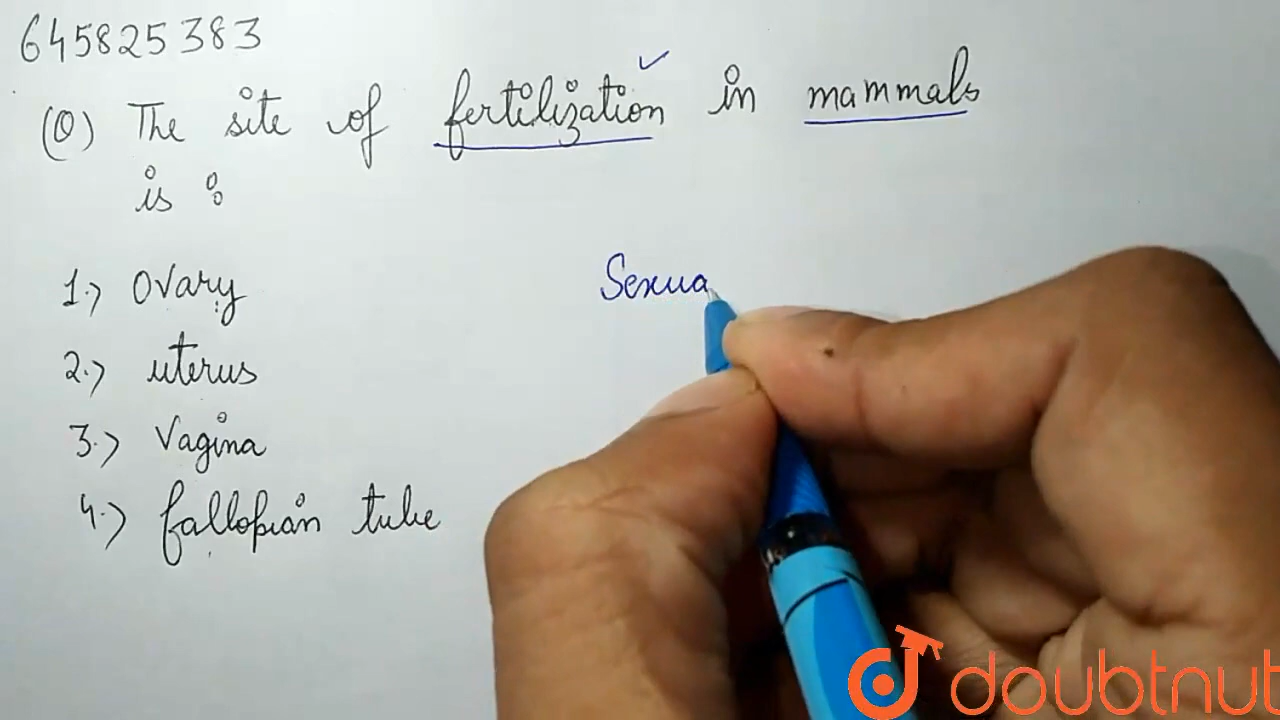 645825383
(Q) The site of fertilization in mammals
is :
1.) Ovary
Sexua
2.) uterus
3.) Vagina
4.) fallopian tube
doubtnut